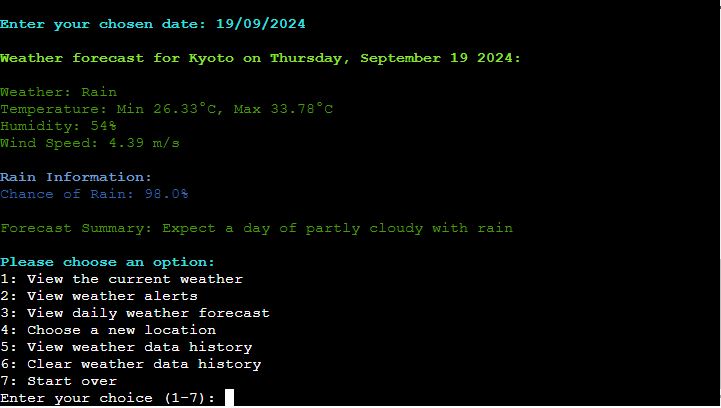 Enter your chosen date: 19/09/2024
Weather forecast for Kyoto on Thursday, September 19 2024:
Weather: Rain
Temperature: Min 26.33°C, Max 33.78°C
Humidity: 54%
Wind Speed: 4.39 m/s
Rain Information:
Chance of Rain: 98.0%
Forecast Summary: Expect a day of partly cloudy with rain
Please choose an option:
1: View the current weather
2: View weather alerts
3: View daily weather forecast
4: Choose a new location
5: View weather data history
6: Clear weather data history
7: Start over
Enter your choice (1-7):